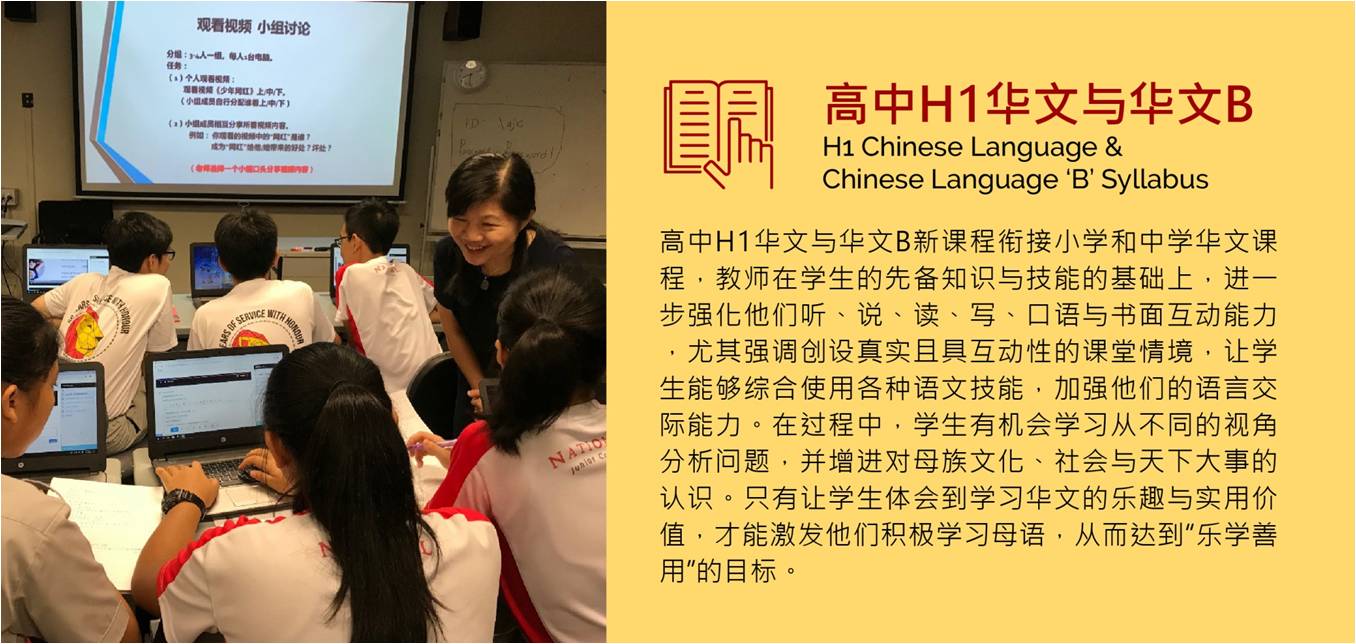 观看视频 小组讨论
分组：3-4人一组，每人1台电脑。
任务：
（1）个人观看视频：
观看视频《少年网红》上/中/下。
（小组成员自行分配谁看上/中/下）
（2）小组成员相互分享所看视频内容。
例如：你观看的视频中的“网红”是谁？
成为“网红”给他/她带来的好处？坏处？
（老师选择一个小组口头分享视频内容）
YEARS OF SERVICE WITH HONOUR
YEARS OF SERVICE WITH HONOUR
NATIO
JUNIOR CO
高中H1华文与华文B
H1 Chinese Language &
Chinese Language ‘B’ Syllabus
高中H1华文与华文B新课程衔接小学和中学华文课
程，教师在学生的先备知识与技能的基础上，进一
步强化他们听、说、读、写、口语与书面互动能力
，尤其强调创设真实且具互动性的课堂情境，让学
生能够综合使用各种语文技能，加强他们的语言交
际能力。在过程中，学生有机会学习从不同的视角
分析问题，并增进对母族文化、社会与天下大事的
认识。只有让学生体会到学习华文的乐趣与实用价
值，才能激发他们积极学习母语，从而达到“乐学善
用”的目标。